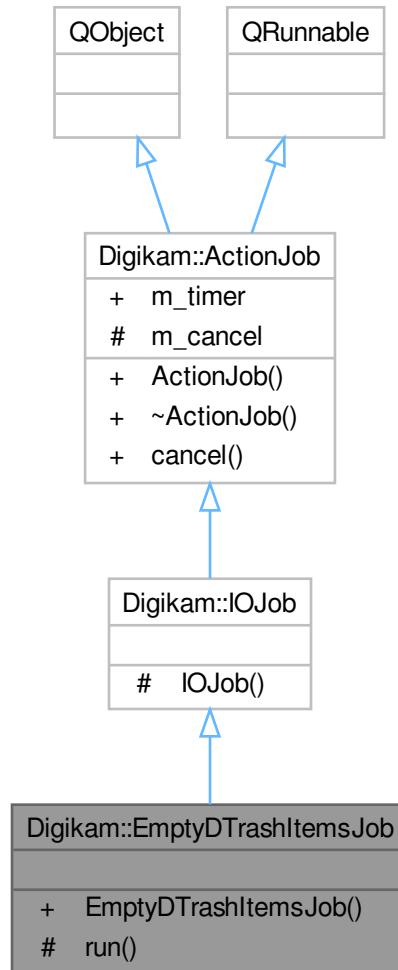 QObject
QRunnable
Digikam::ActionJob
+ m_timer
# m_cancel
+ ActionJob()
+ ~ActionJob()
+ cancel()
Digikam::IOJob
# IOJob()
Digikam::EmptyDTrashItemsJob
+ EmptyDTrashItemsJob()
# run()